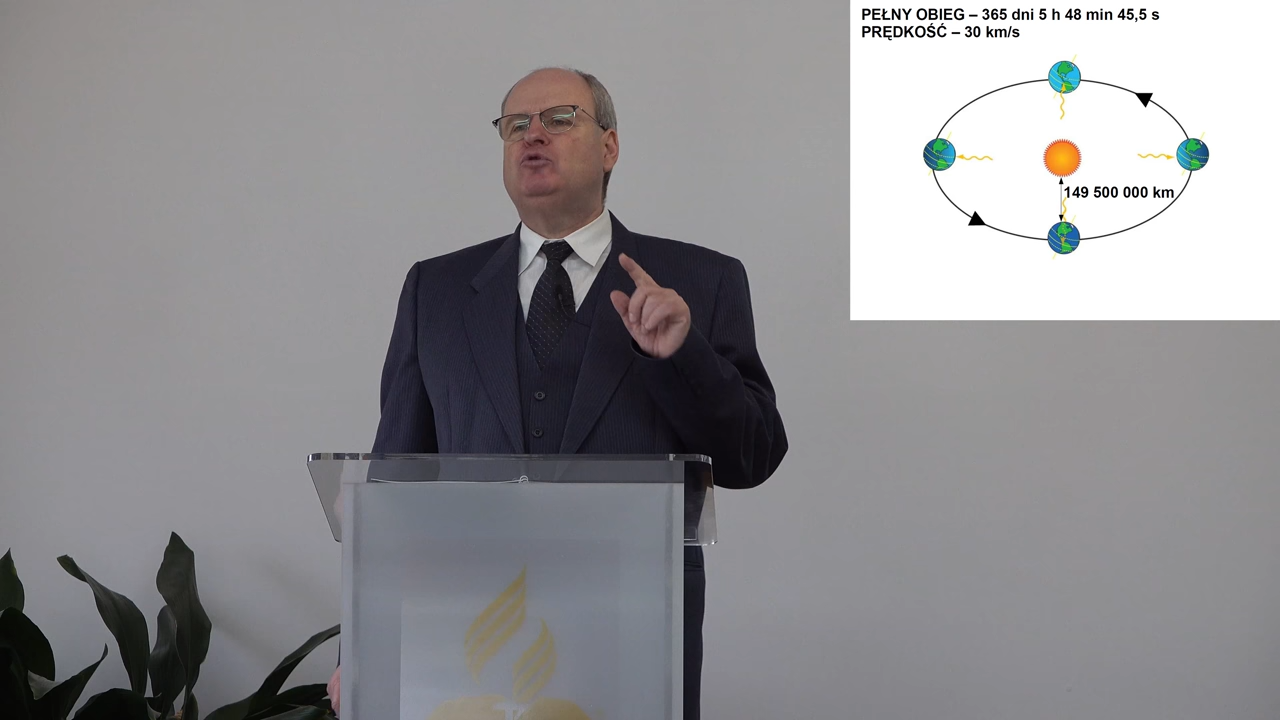 PEŁNY OBIEG – 365 dni 5 h 48 min 45,5 s
PRĘDKOŚĆ – 30 km/s
149 500 000 km